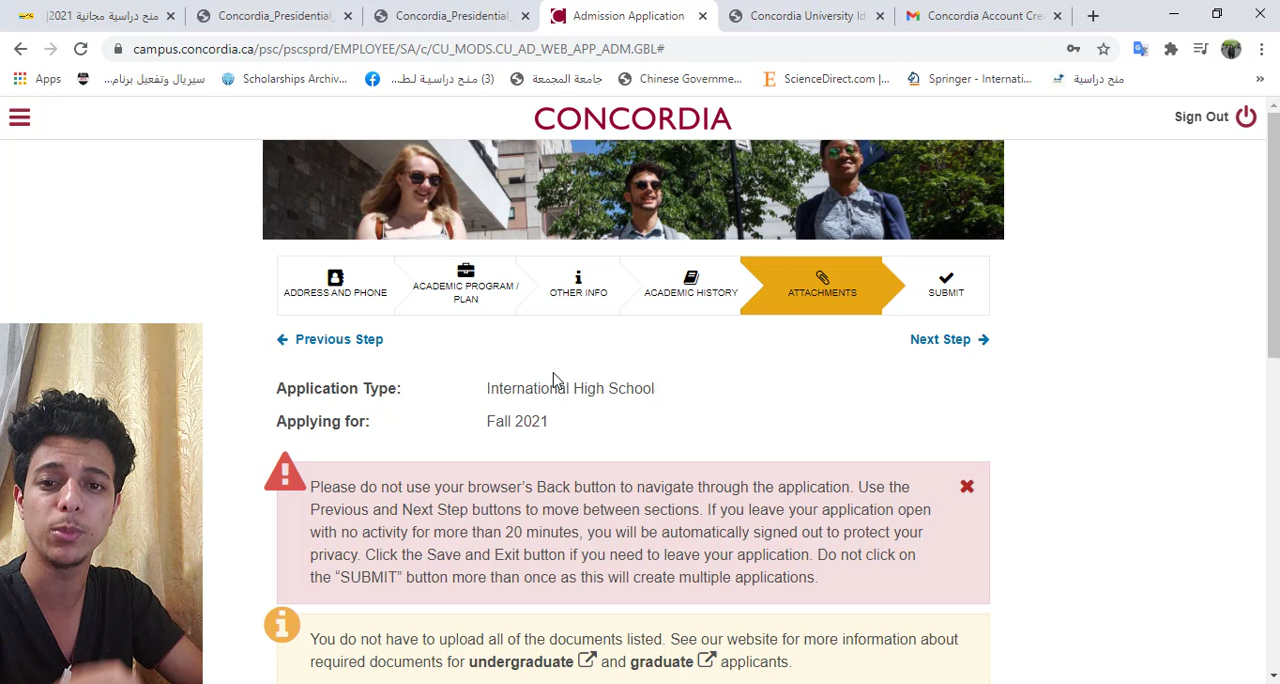 منح دراسية مجانية 2021|
Concordia_Presidential_
Concordia_Presidential_
Admission Application
Concordia University Id
Concordia Account Cre
campus.concordia.ca/psc/pscsprd/EMPLOYEE/SA/c/CU_MODS.CU_AD_WEB_APP_ADM.GBL#
Apps
سيريال وتفعيل برنام...
Scholarships Archiv...
(3) منح دراسية لط...
جامعة المجمعة
Chinese Governme...
ScienceDirect.com |...
Springer - Internati...
منح دراسية
»
CONCORDIA
Sign Out
ADDRESS AND PHONE
ACADEMIC PROGRAM /
PLAN
OTHER INFO
ACADEMIC HISTORY
ATTACHMENTS
SUBMIT
Previous Step
Next Step
Application Type: International High School
Applying for: Fall 2021
Please do not use your browser's Back button to navigate through the application. Use the
Previous and Next Step buttons to move between sections. If you leave your application open
with no activity for more than 20 minutes, you will be automatically signed out to protect your
privacy. Click the Save and Exit button if you need to leave your application. Do not click on
the “SUBMIT” button more than once as this will create multiple applications.
You do not have to upload all of the documents listed. See our website for more information about
required documents for undergraduate and graduate applicants.